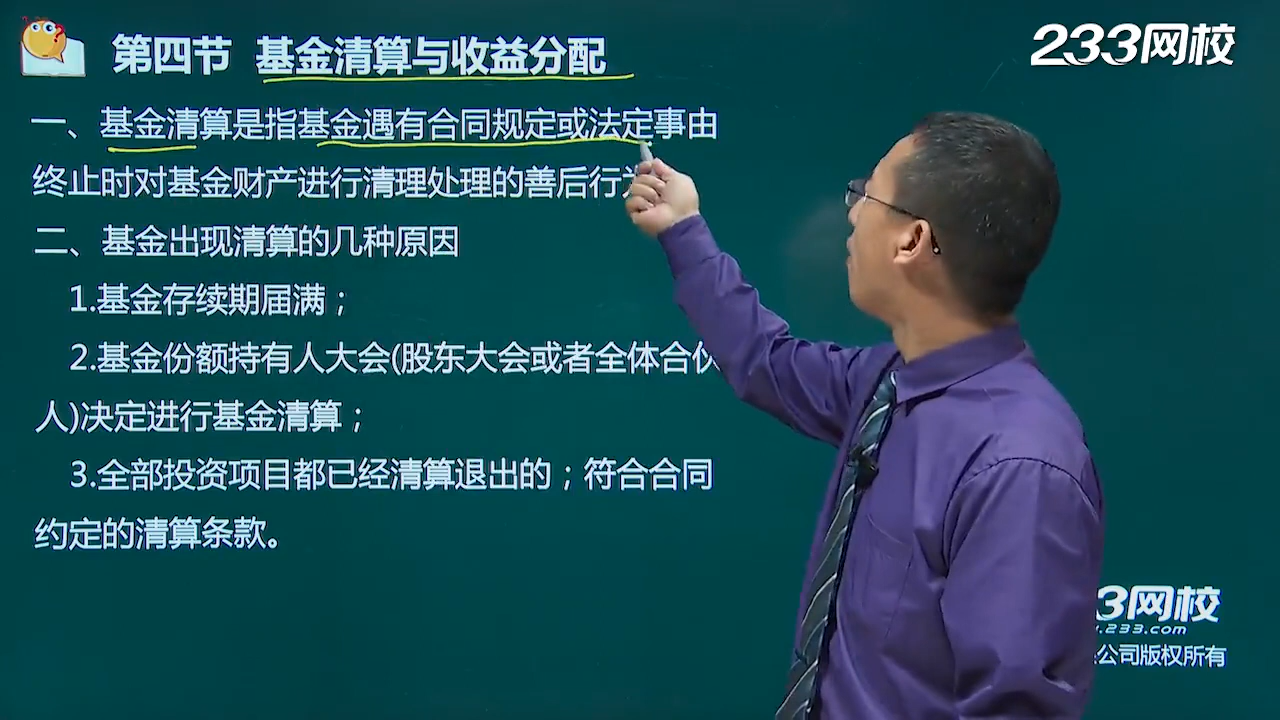 第四节 基金清算与收益分配
233网校
一、基金清算是指基金遇有合同规定或法定事由
终止时对基金财产进行清理处理的善后行
二、基金出现清算的几种原因
1.基金存续期届满；
2.基金份额持有人大会(股东大会或者全体合伙
人)决定进行基金清算；
3.全部投资项目都已经清算退出的；符合合同
约定的清算条款。
3网校
.233.com
公司版权所有